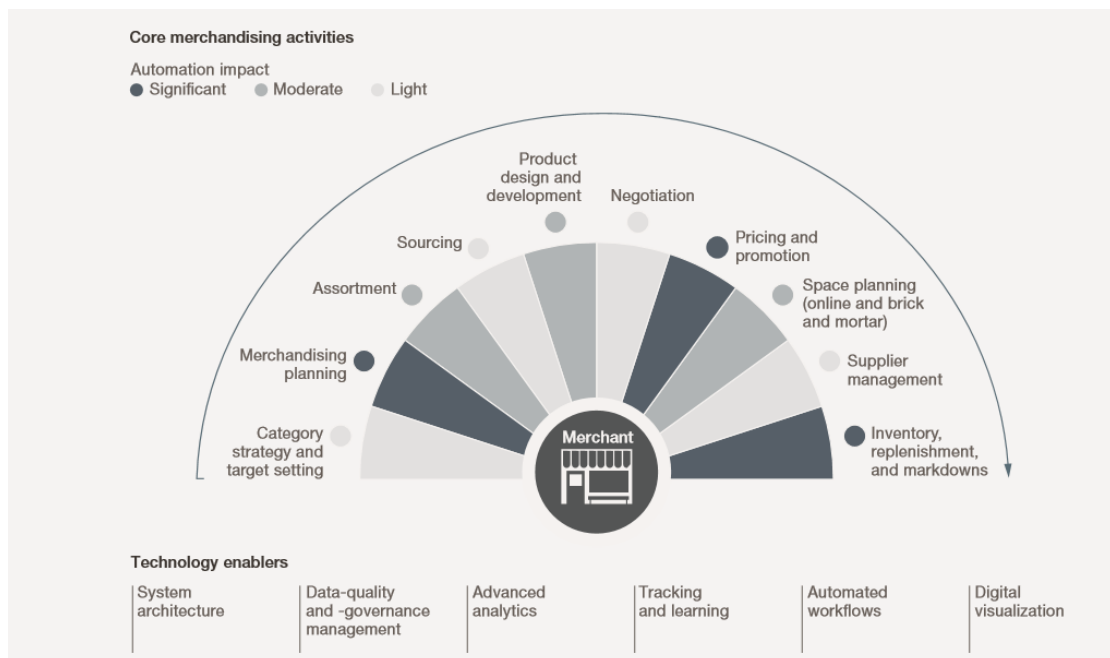 Core merchandising activities
Automation impact
Significant
Moderate
Light
Category
strategy and
target setting
Merchandising
planning
Assortment
Sourcing
Product
design and
development
Negotiation
Pricing and
promotion
Space planning
(online and brick
and mortar)
Supplier
management
Inventory,
replenishment,
and markdowns
Merchant
Technology enablers
System
architecture
Data-quality
and -governance
management
Advanced
analytics
Tracking
and learning
Automated
workflows
Digital
visualization